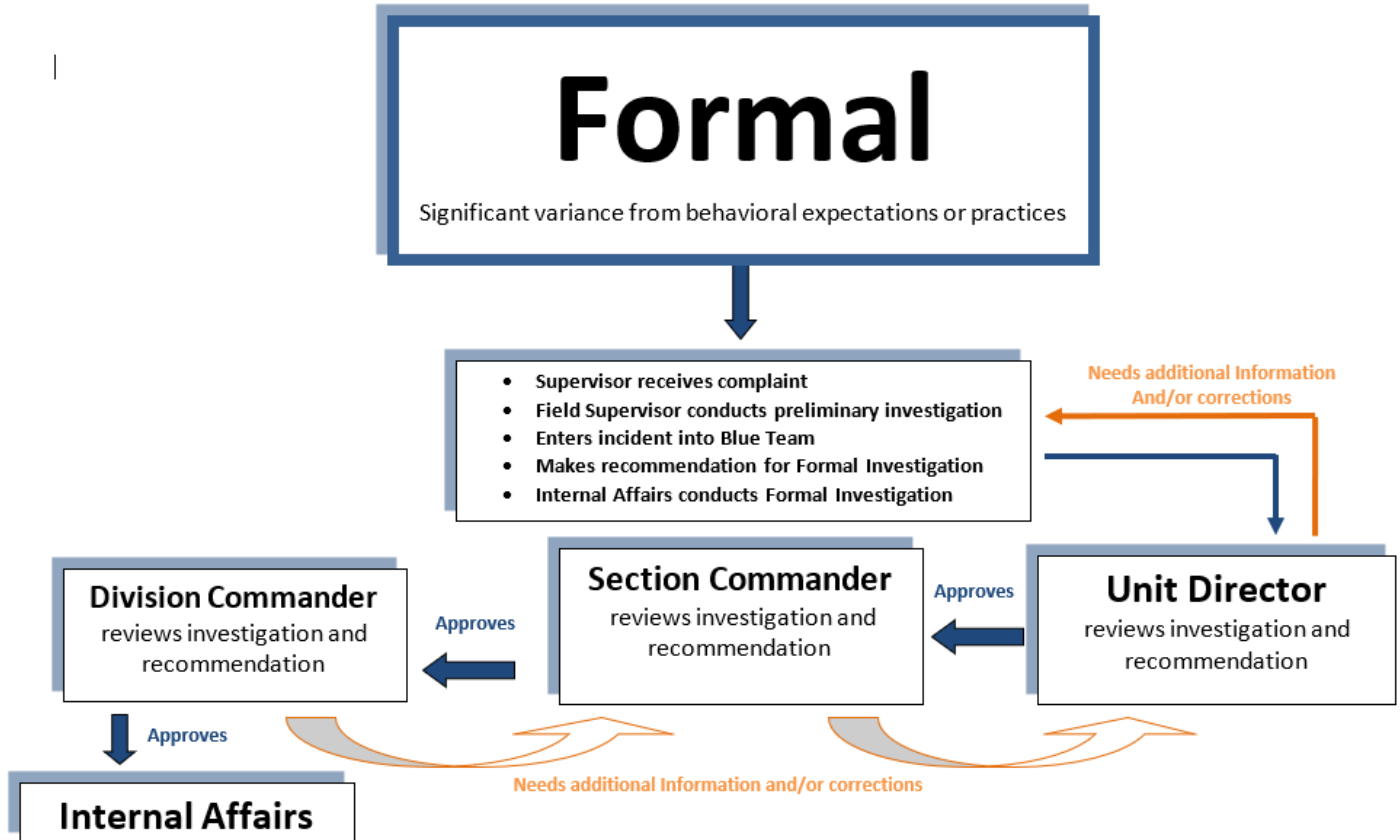 Formal
Significant variance from behavioral expectations or practices
• Supervisor receives complaint
• Field Supervisor conducts preliminary investigation
• Enters incident into Blue Team
• Makes recommendation for Formal Investigation
• Internal Affairs conducts Formal Investigation
Needs additional Information
And/or corrections
Unit Director
reviews investigation and
recommendation
Approves
Section Commander
reviews investigation and
recommendation
Approves
Division Commander
reviews investigation and
recommendation
Approves
Needs additional Information and/or corrections
Internal Affairs